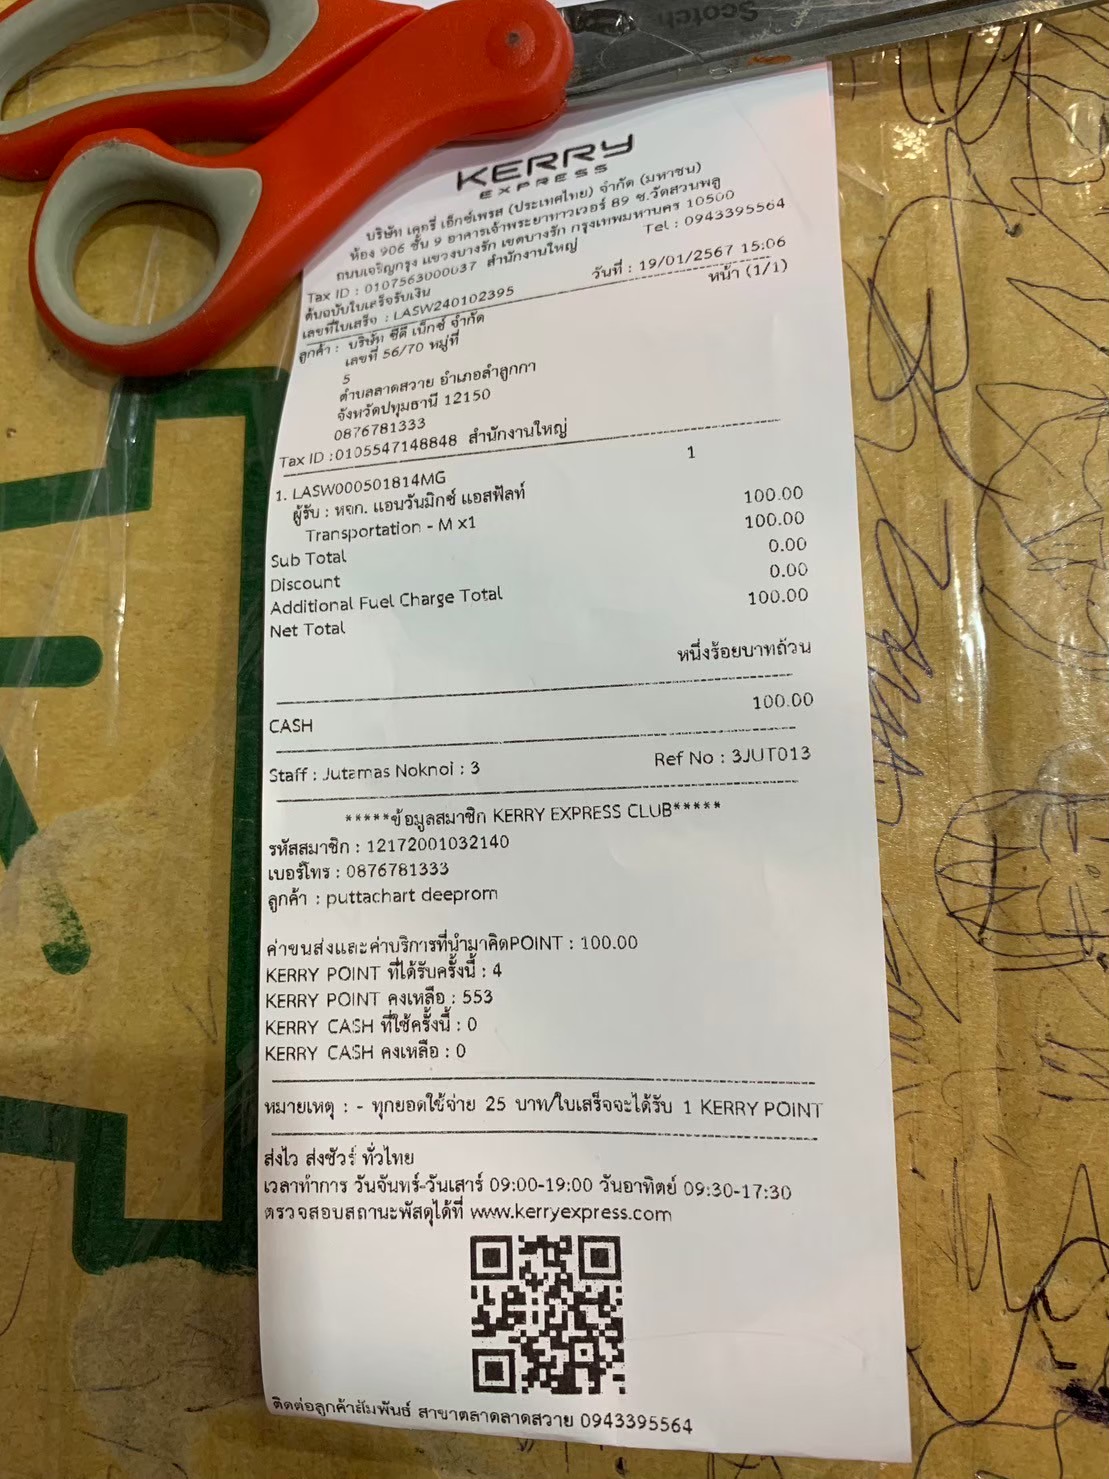 Scotch
KERRY
EXPRESS
บริษัท เคอรี่ เอ็กซ์เพรส (ประเทศไทย) จำกัด (มหาชน)
ห้อง 906 ชั้น 9 อาคารเจ้าพระยาทาวเวอร์ 89 ซ.วัดสวนพลู
ถนนเจริญกรุง แขวงบางรัก เขตบางรัก กรุงเทพมหานคร 10500
Tax ID : 0107563000037 สำนักงานใหญ่ Tel : 0943395564
ต้นฉบับใบเสร็จรับเงิน
เลขที่ใบเสร็จ : LASW240102395 วันที่ : 19/01/2567 15:06
หน้า (1/1)
ลูกค้า : บริษัท ซีดี เบ็กซ์ จำกัด
เลขที่ 56/70 หมู่ที่
5
ตำบลลาดสวาย อำเภอลำลูกกา
จังหวัดปทุมธานี 12150
0876781333
Tax ID :0105547148848 สำนักงานใหญ่
1. LASW000501814MG 1
ผู้รับ : หจก. แอนวันมิกซ์ แอสฟัลท์
Transportation - M x1 100.00
Sub Total 100.00
Discount 0.00
Additional Fuel Charge Total 0.00
Net Total 100.00
หนึ่งร้อยบาทถ้วน
CASH 100.00
Staff : Jutamas Noknoi : 3 Ref No : 3JUT013
*****ข้อมูลสมาชิก KERRY EXPRESS CLUB*****
รหัสสมาชิก : 12172001032140
เบอร์โทร : 0876781333
ลูกค้า : puttachart deeprom
ค่าขนส่งและค่าบริการที่นำมาคิดPOINT : 100.00
KERRY POINT ที่ได้รับครั้งนี้ : 4
KERRY POINT คงเหลือ : 553
KERRY CASH ที่ใช้ครั้งนี้ : 0
KERRY CASH คงเหลือ : 0
หมายเหตุ : - ทุกยอดใช้จ่าย 25 บาท/ใบเสร็จจะได้รับ 1 KERRY POINT
ส่งไว ส่งชัวร์ ทั่วไทย
เวลาทำการ วันจันทร์-วันเสาร์ 09:00-19:00 วันอาทิตย์ 09:30-17:30
ตรวจสอบสถานะพัสดุได้ที่ www.kerryexpress.com
ติดต่อลูกค้าสัมพันธ์ สาขาตลาดลาดสวาย 0943395564